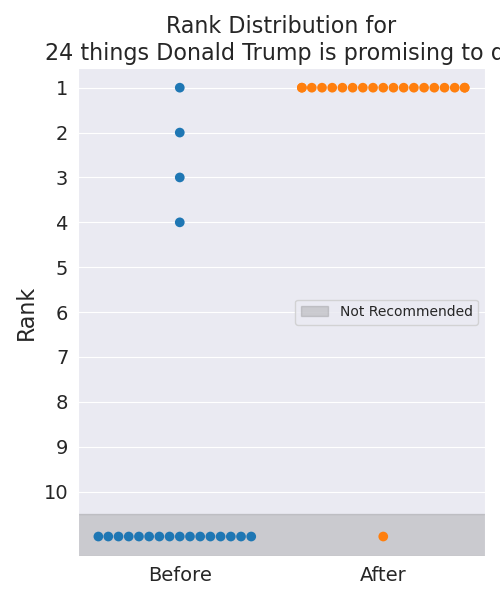 Rank Distribution for
24 things Donald Trump is promising to
1
2
3
4
5
6
7
8
9
10
Rank
Not Recommended
Before
After